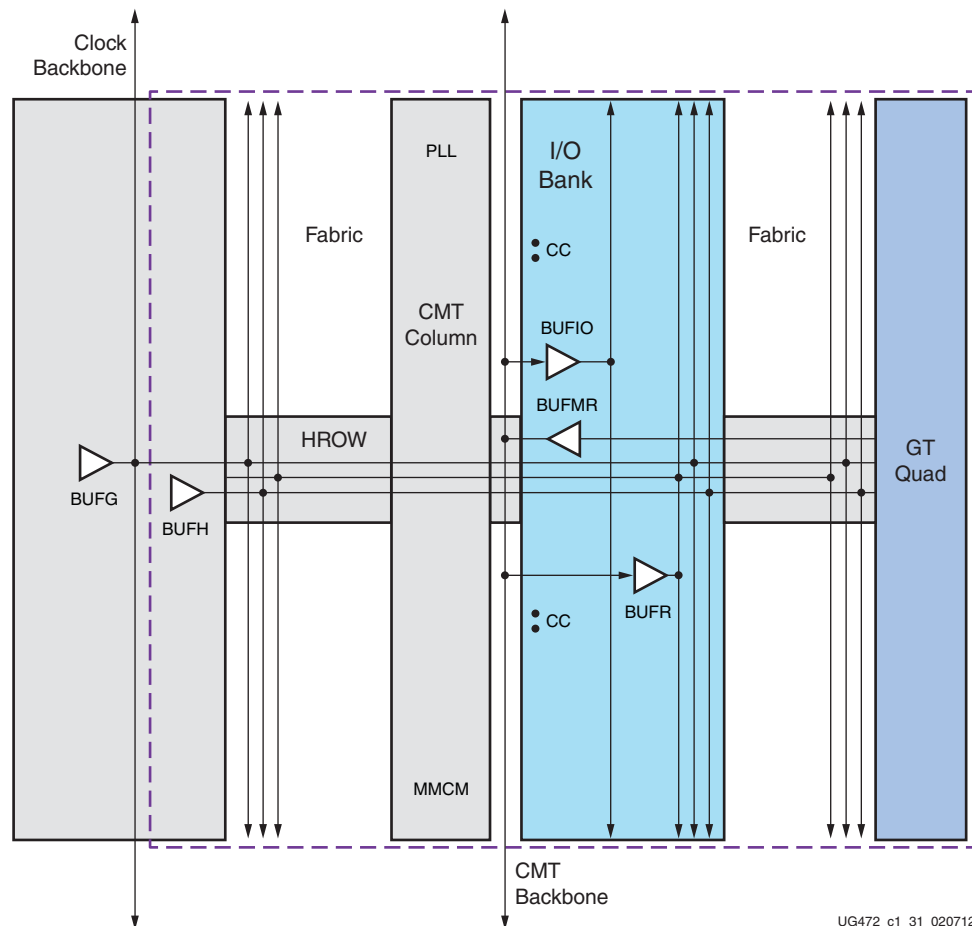 Clock
Backbone
PLL
I/O
Bank
Fabric
Fabric
CC
CMT
Column
BUFIO
BUFMR
HROW
GT
Quad
BUFG
BUFH
BUFR
CC
MMCM
CMT
Backbone
UG472_c1_31_020712